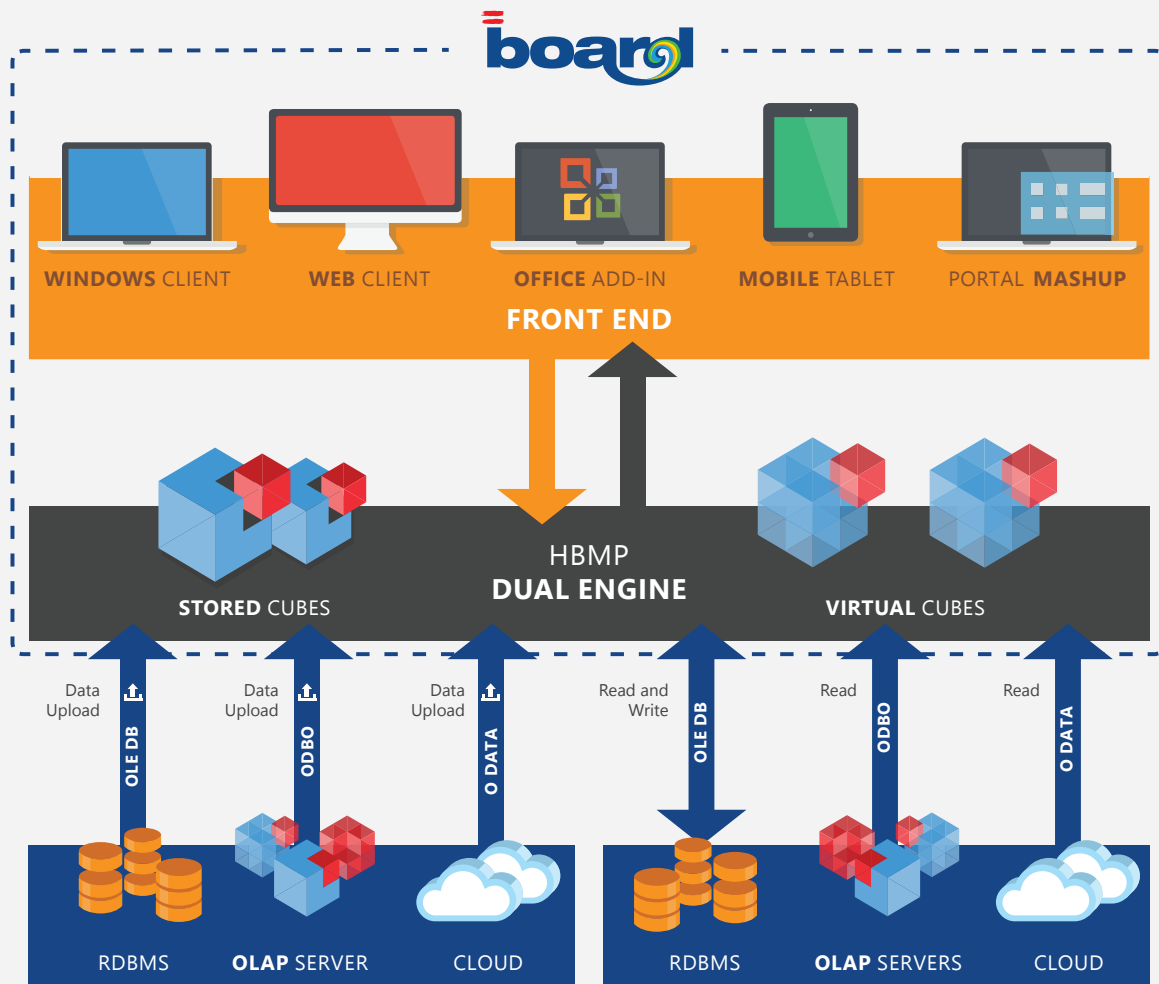 board
WINDOWS CLIENT
WEB CLIENT
OFFICE ADD-IN
MOBILE TABLET
PORTAL MASHUP
FRONT END
HBMP
DUAL ENGINE
STORED CUBES
VIRTUAL CUBES
Data
Upload
OLE DB
Data
Upload
ODBO
Data
Upload
O DATA
Read and
Write
OLE DB
Read
ODBO
Read
O DATA
RDBMS
OLAP SERVER
CLOUD
RDBMS
OLAP SERVERS
CLOUD